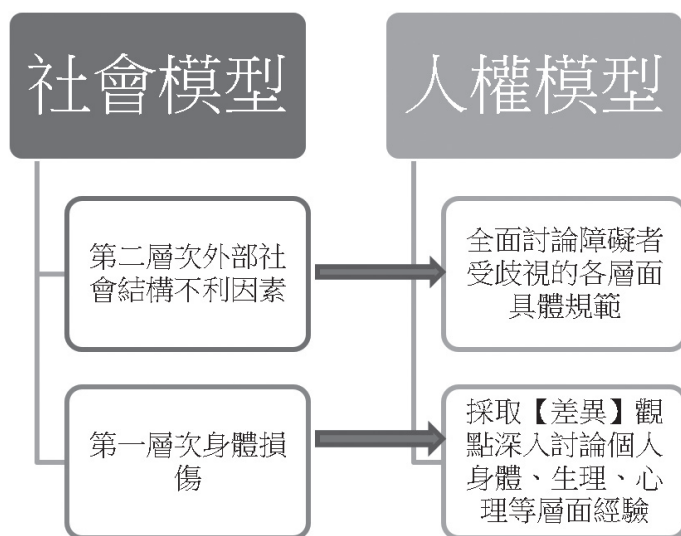 社會模型
人權模型
第二層次外部社
會結構不利因素
全面討論障礙者
受歧視的各層面
具體規範
第一層次身體損
傷
採取【差異】觀
點深入討論個人
身體、生理、心
理等層面經驗